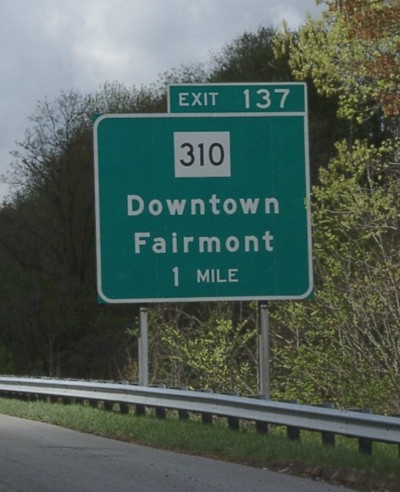 EXIT 137
310
Downtown
Fairmont
1 MILE